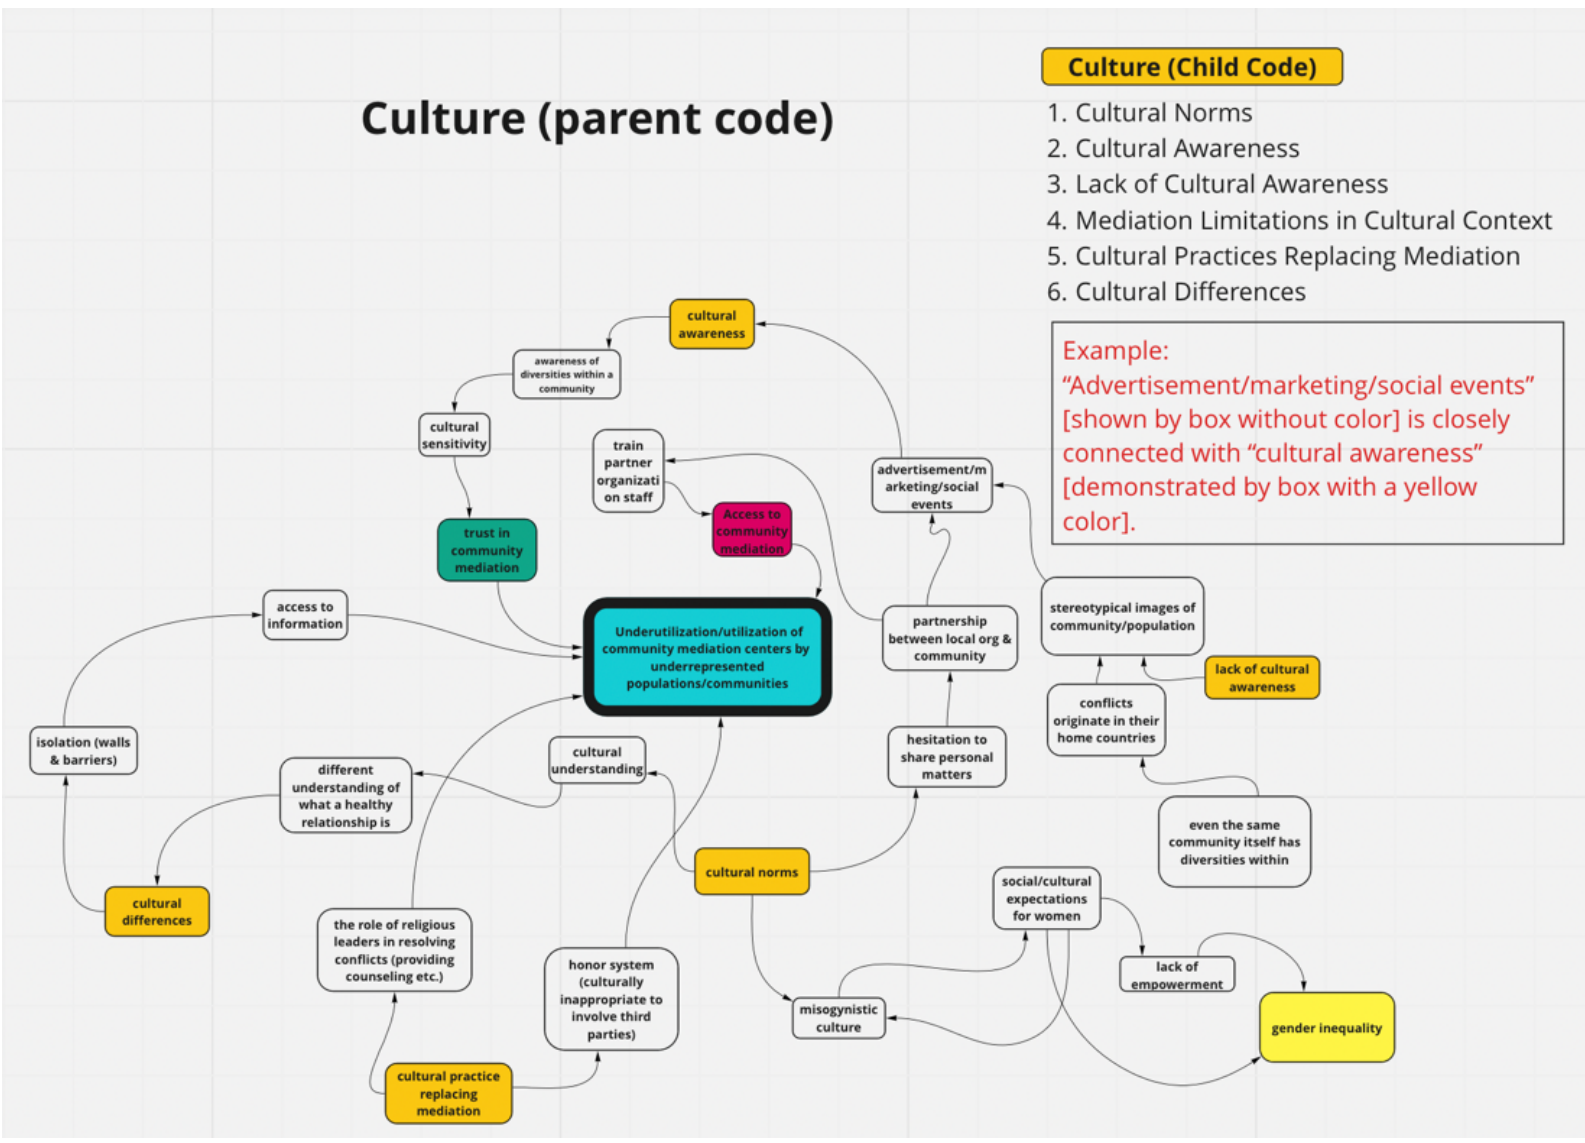 Culture (parent code)
Culture (Child Code)
1. Cultural Norms
2. Cultural Awareness
3. Lack of Cultural Awareness
4. Mediation Limitations in Cultural Context
5. Cultural Practices Replacing Mediation
6. Cultural Differences
Example:
“Advertisement/marketing/social events”
[shown by box without color] is closely
connected with “cultural awareness”
[demonstrated by box with a yellow
color].
cultural
awareness
awareness of
diversities within a
community
cultural
sensitivity
train
partner
organizati
on staff
advertisement/m
arketing/social
events
Access to
community
mediation
trust in
community
mediation
access to
information
Underutilization/utilization of
community mediation centers by
underrepresented
populations/communities
partnership
between local org &
community
stereotypical images of
community/population
lack of cultural
awareness
conflicts
originate in their
home countries
isolation (walls
& barriers)
different
understanding of
what a healthy
relationship is
cultural
understanding
hesitation to
share personal
matters
even the same
community itself has
diversities within
cultural norms
cultural
differences
social/cultural
expectations
for women
the role of religious
leaders in resolving
conflicts (providing
counseling etc.)
honor system
(culturally
inappropriate to
involve third
parties)
lack of
empowerment
misogynistic
culture
gender inequality
cultural practice
replacing
mediation